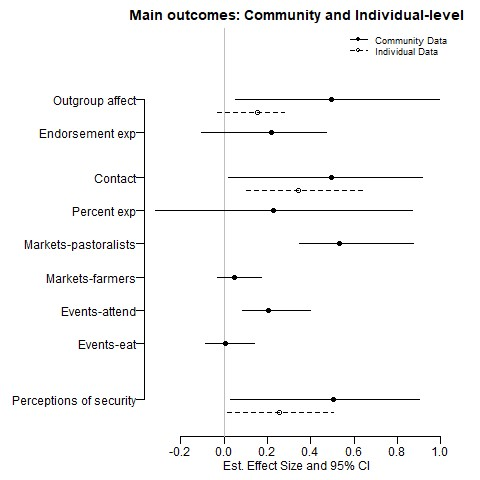 Main outcomes: Community and Individual-level
Community Data
Individual Data
Outgroup affect
Endorsement exp
Contact
Percent exp
Markets-pastoralists
Markets-farmers
Events-attend
Events-eat
Perceptions of security
-0.2 0.0 0.2 0.4 0.6 0.8 1.0
Est. Effect Size and 95% CI